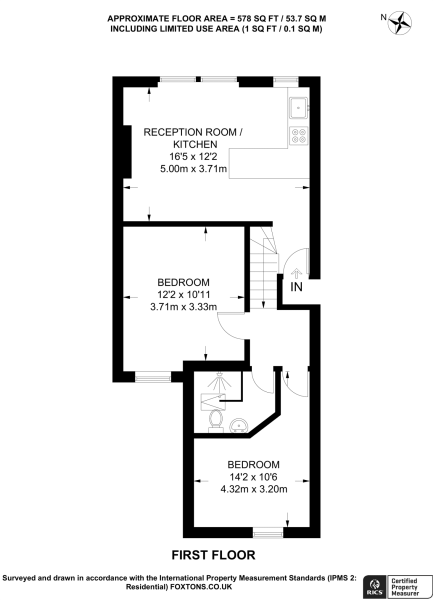 APPROXIMATE FLOOR AREA = 578 SQ FT / 53.7 SQ M
INCLUDING LIMITED USE AREA (1 SQ FT / 0.1 SQ M)
N
RECEPTION ROOM /
KITCHEN
16'5 x 12'2
5.00m x 3.71m
IN
BEDROOM
12'2 x 10'11
3.71m x 3.33m
BEDROOM
14'2 x 10'6
4.32m x 3.20m
FIRST FLOOR
Surveyed and drawn in accordance with the International Property Measurement Standards (IPMS 2:
Residential) FOXTONS.CO.UK
RICS
Certified
Property
Measurer